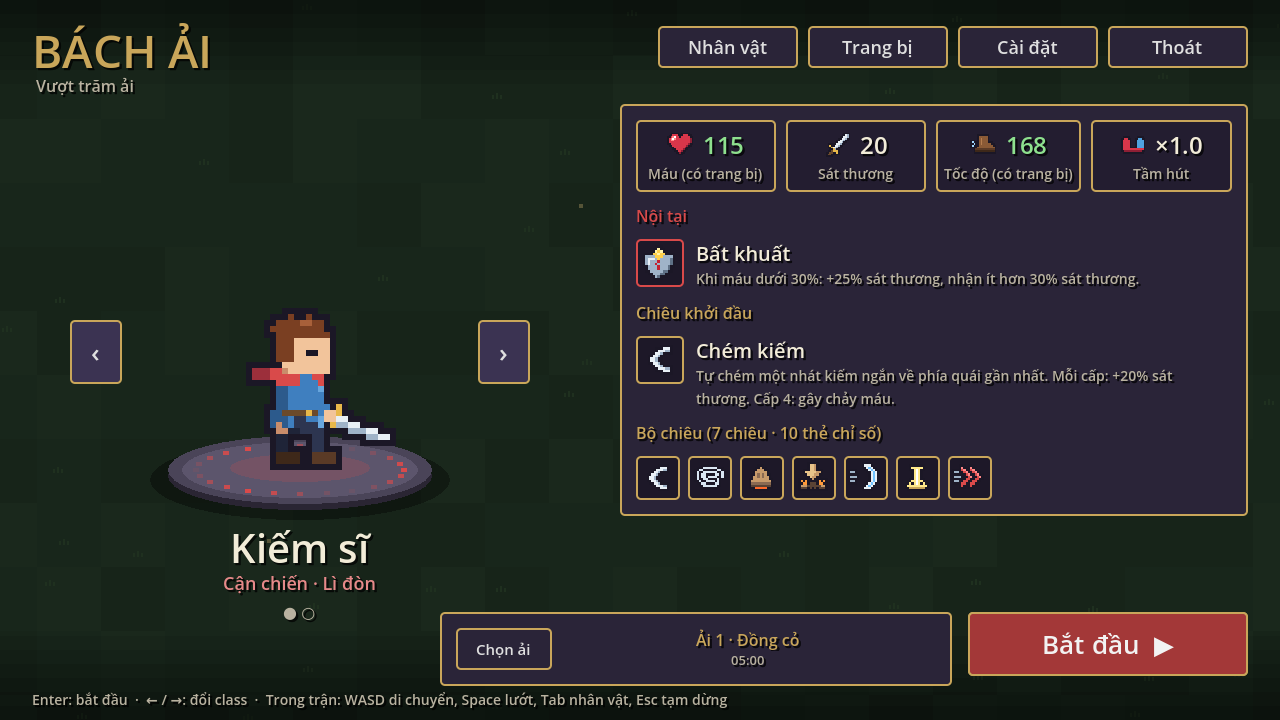 BÁCH ẢI
Vượt trăm ải
Nhân vật
Trang bị
Cài đặt
Thoát
115
Máu (có trang bị)
20
Sát thương
168
Tốc độ (có trang bị)
×1.0
Tầm hút
Nội tại
Bất khuất
Khi máu dưới 30%: +25% sát thương, nhận ít hơn 30% sát thương.
Chiêu khởi đầu
Chém kiếm
Tự chém một nhát kiếm ngắn về phía quái gần nhất. Mỗi cấp: +20% sát
thương. Cấp 4: gây chảy máu.
Bộ chiêu (7 chiêu · 10 thẻ chỉ số)
‹
›
Kiếm sĩ
Cận chiến · Lì đòn
Chọn ải
Ải 1 · Đồng cỏ
05:00
Bắt đầu ▶
Enter: bắt đầu · ← / →: đổi class · Trong trận: WASD di chuyển, Space lướt, Tab nhân vật, Esc tạm dừng